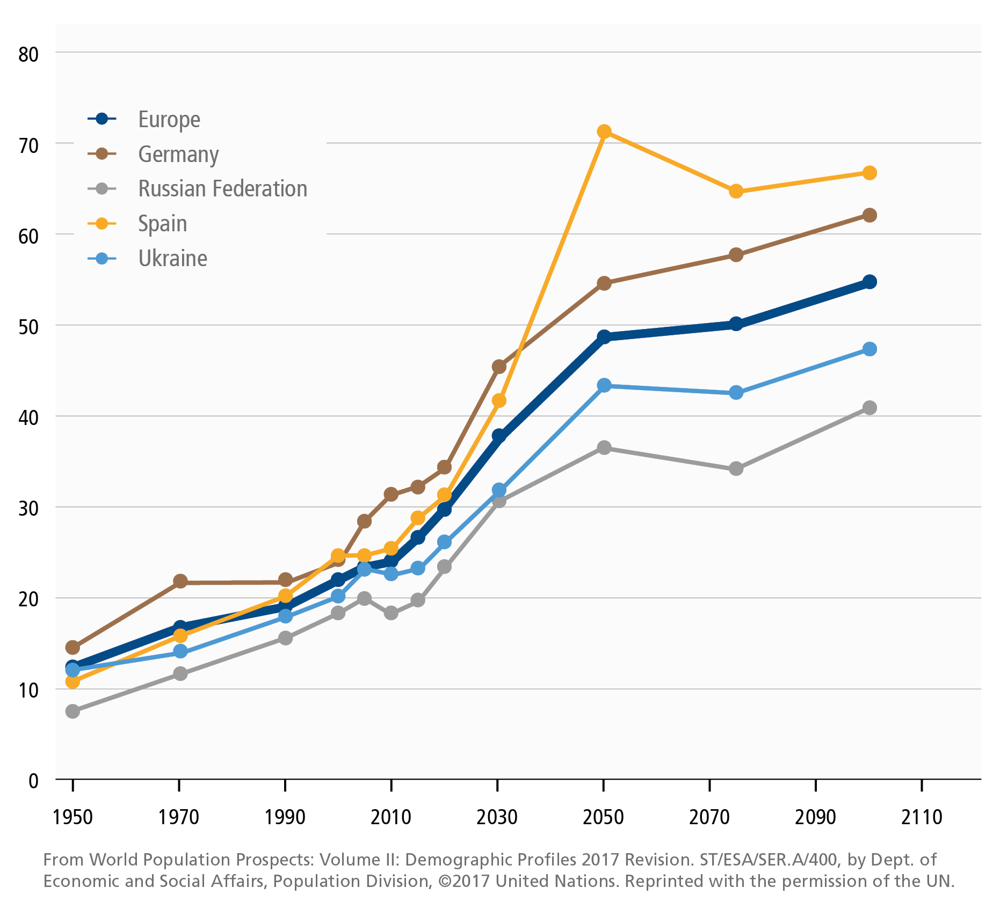 80
70
60
50
40
30
20
10
0
Europe
Germany
Russian Federation
Spain
Ukraine
1950 1970 1990 2010 2030 2050 2070 2090 2110
From World Population Prospects: Volume II: Demographic Profiles 2017 Revision. ST/ESA/SER.A/400, by Dept. of
Economic and Social Affairs, Population Division, ©2017 United Nations. Reprinted with the permission of the UN.